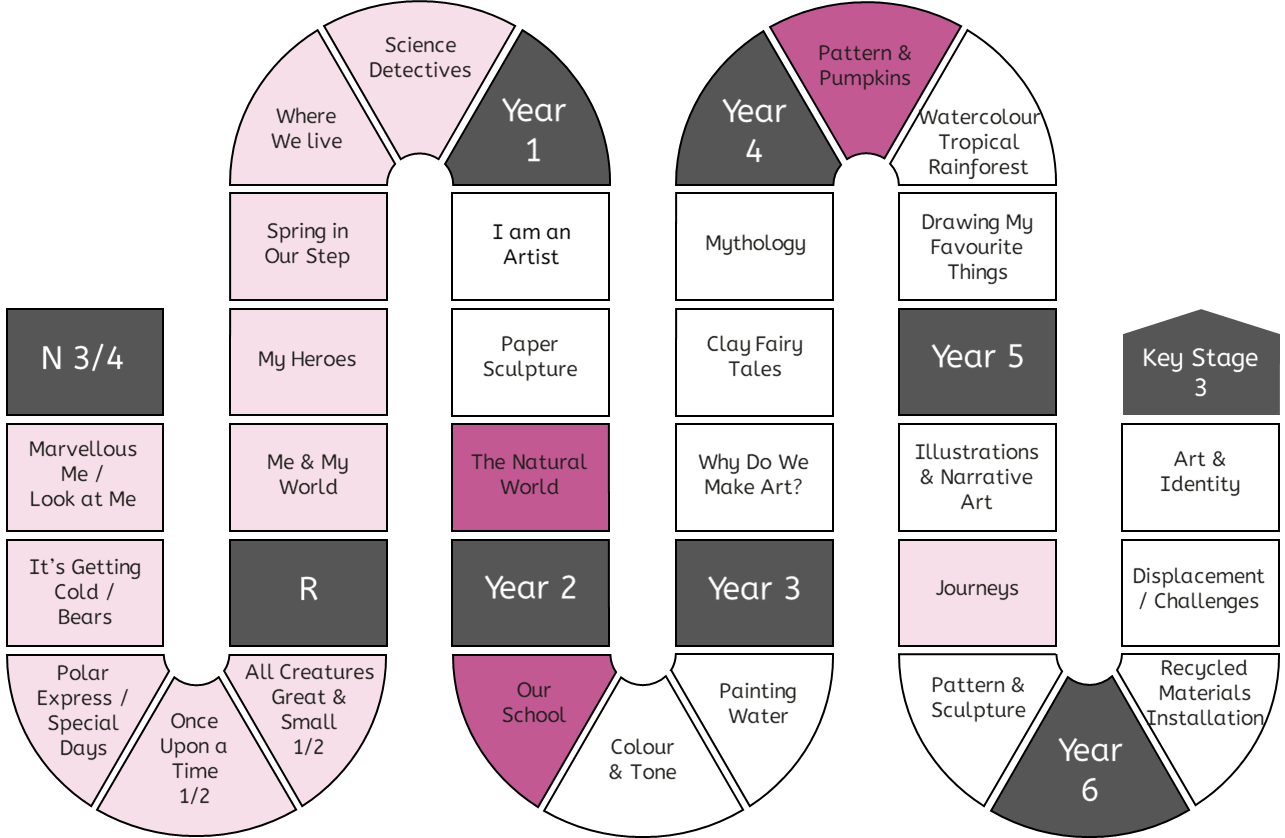 N 3/4
Marvellous
Me /
Look at Me
It's Getting
Cold /
Bears
Polar
Express /
Special
Days
Once
Upon a
Time
1/2
All Creatures
Great &
Small
1/2
R
Me & My
World
My Heroes
Spring in
Our Step
Where
We live
Science
Detectives
Year
1
I am an
Artist
Paper
Sculpture
The Natural
World
Year 2
Our
School
Colour
& Tone
Painting
Water
Year 3
Why Do We
Make Art?
Clay Fairy
Tales
Mythology
Year
4
Pattern &
Pumpkins
Watercolour
Tropical
Rainforest
Drawing My
Favourite
Things
Year 5
Illustrations
& Narrative
Art
Journeys
Pattern &
Sculpture
Year
6
Recycled
Materials
Installation
Displacement
/ Challenges
Art &
Identity
Key Stage
3